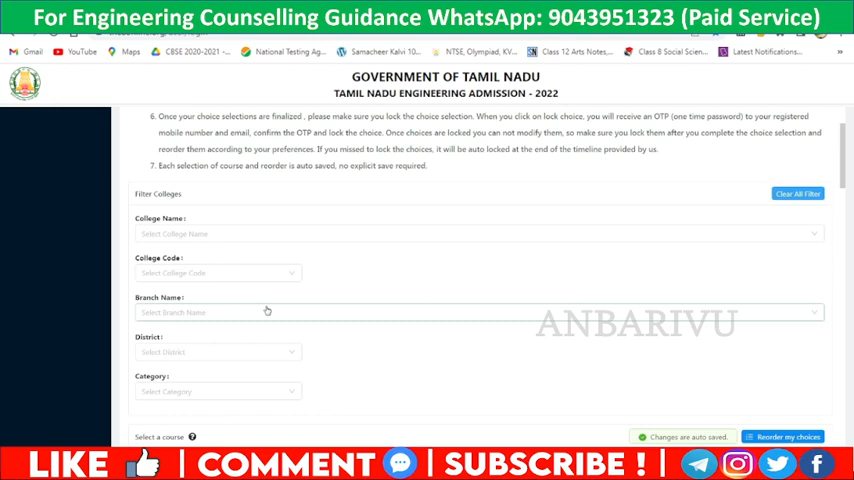 For Engineering Counselling Guidance WhatsApp: 9043951323 (Paid Service)
Gmail YouTube Maps CBSE 2020-2021 - National Testing Ag... Samacheer Kalvi 10... NTSE, Olympiad, KV... Class 12 Arts Notes,... Class 8 Social Scien... Latest Notifications...
GOVERNMENT OF TAMIL NADU
TAMIL NADU ENGINEERING ADMISSION - 2022
6. Once your choice selections are finalized, please make sure you lock the choice selection. When you click on lock choice, you will receive an OTP (one time password) to your registered
mobile number and email, confirm the OTP and lock the choice. Once choices are locked you can not modify them, so make sure you lock them after you complete the choice selection and
reorder them according to your preferences. If you missed to lock the choices, it will be auto locked at the end of the timeline provided by us.
7. Each selection of course and reorder is auto saved, no explicit save required.
Filter Colleges
Clear All Filter
College Name:
Select College Name
College Code:
Select College Code
Branch Name:
Select Branch Name
ANBARIVU
District:
Select District
Category:
Select Category
Select a course
Changes are auto saved.
Reorder my choices
LIKE | COMMENT | SUBSCRIBE ! |